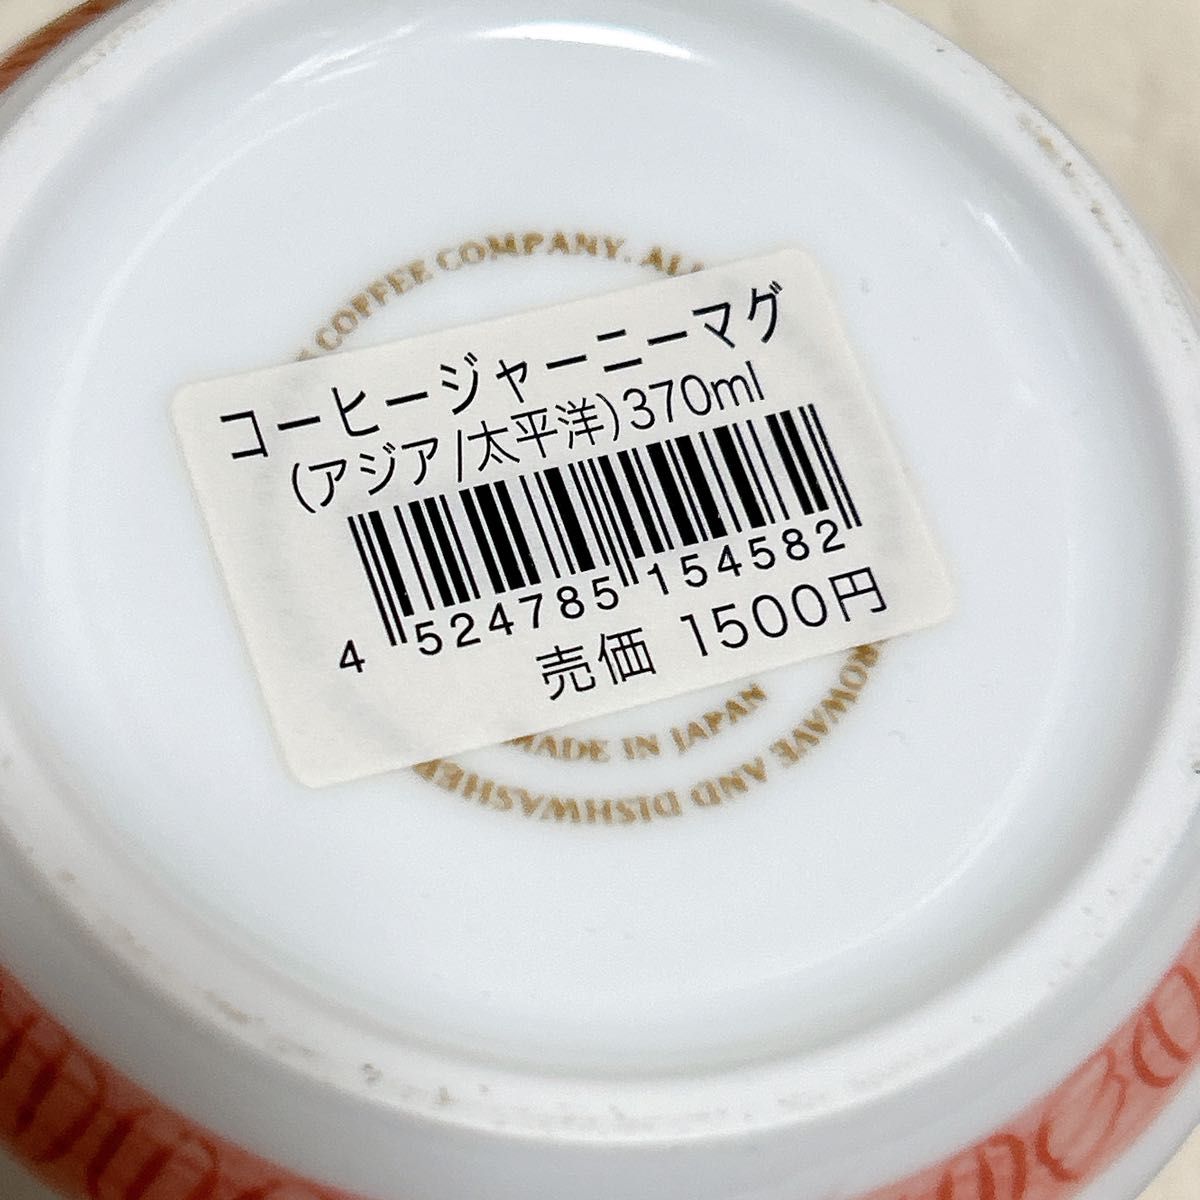 COFFEE COMPANY. AL
コーヒージャーニーマグ
(アジア/太平洋)370ml
4 524785 154582
売価 1500円
MADE IN JAPAN
ROWAVE AND DISHWASHER